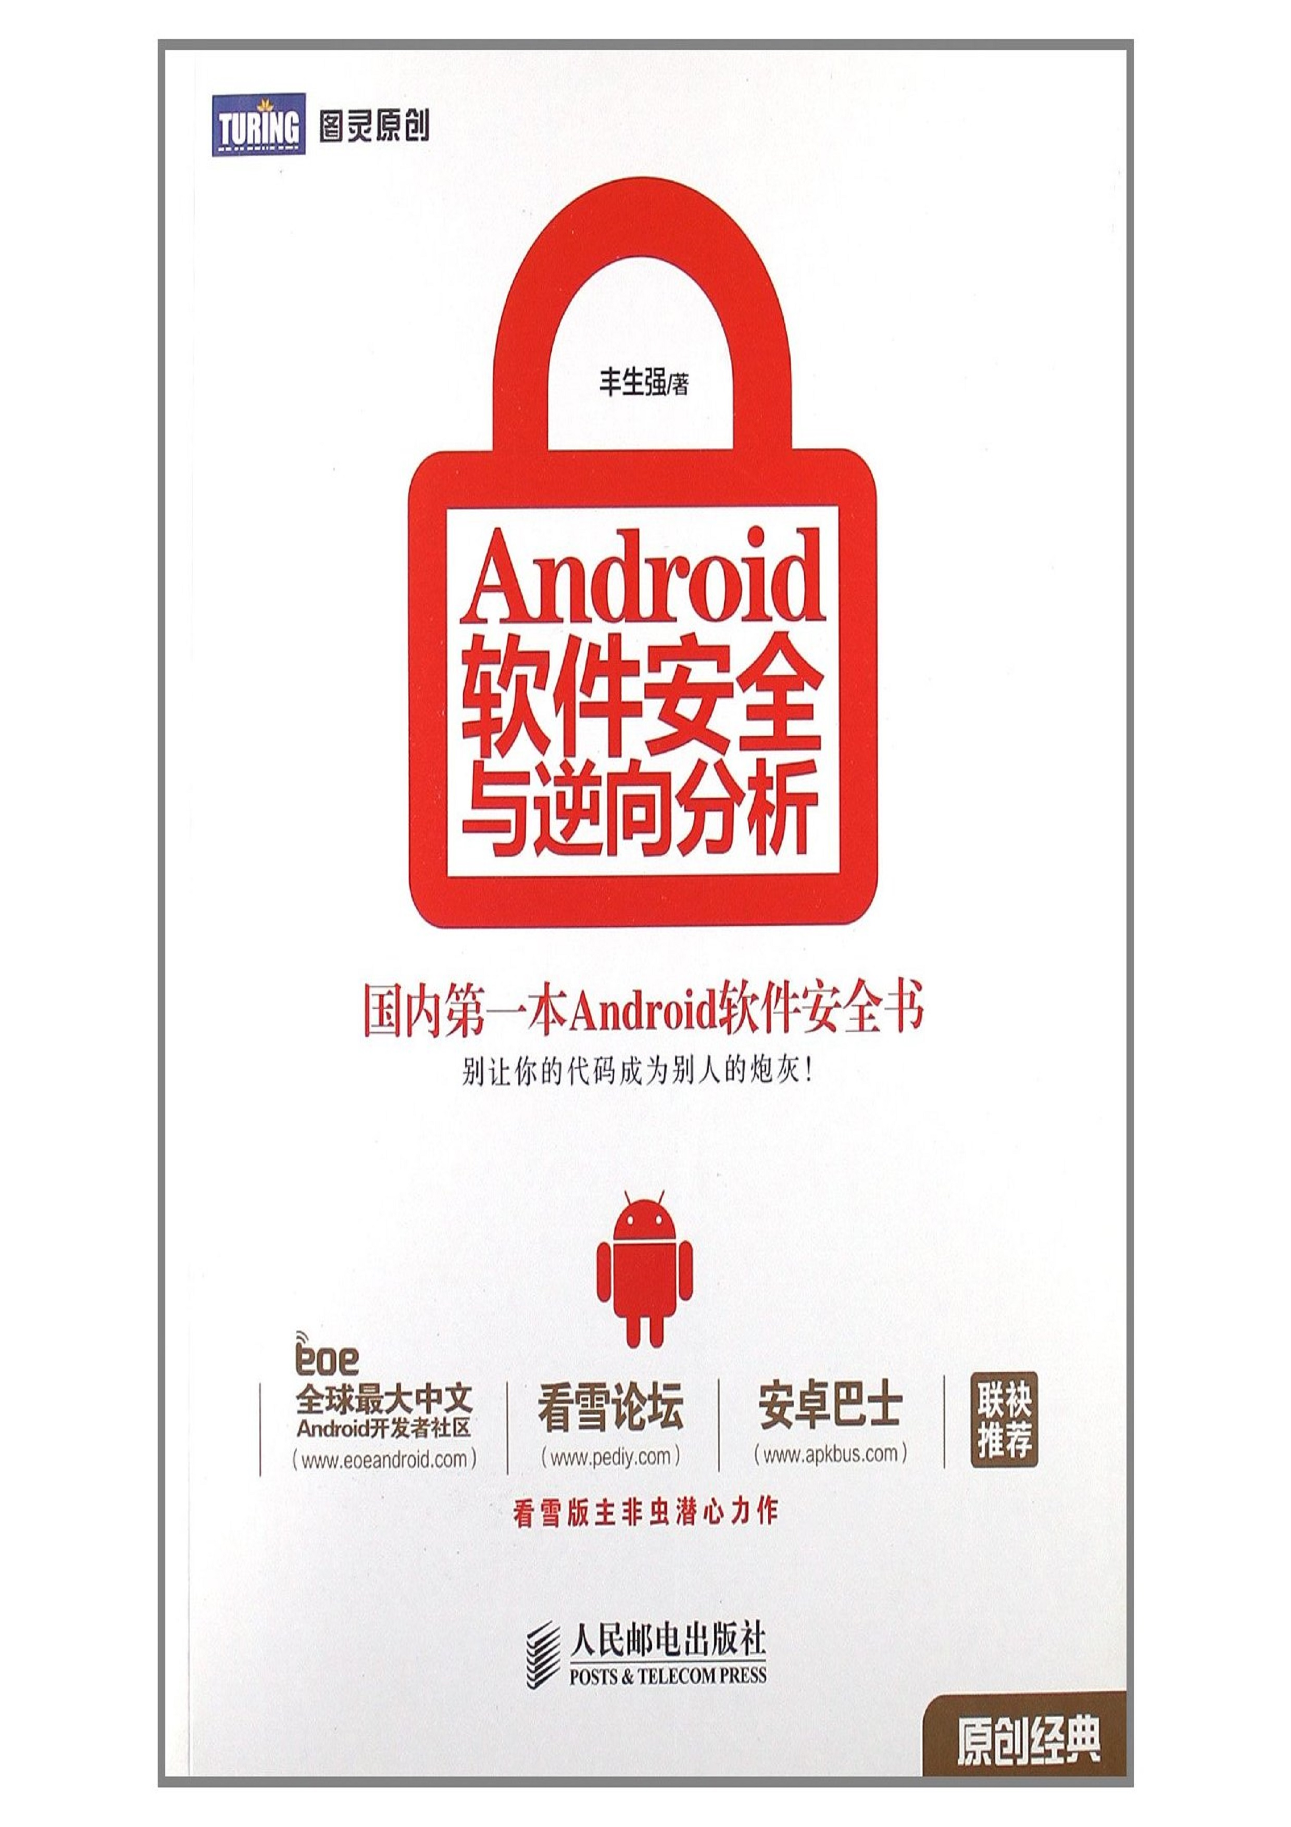 TURING 图灵原创
丰生强/著
Android
软件安全
与逆向分析
国内第一本Android软件安全书
别让你的代码成为别人的炮灰！
eoe
全球最大中文
Android开发者社区
（www.eoeandroid.com）
看雪论坛
（www.pediy.com）
安卓巴士
（www.apkbus.com）
联袂
推荐
看雪版主非虫潜心力作
人民邮电出版社
POSTS & TELECOM PRESS
原创经典